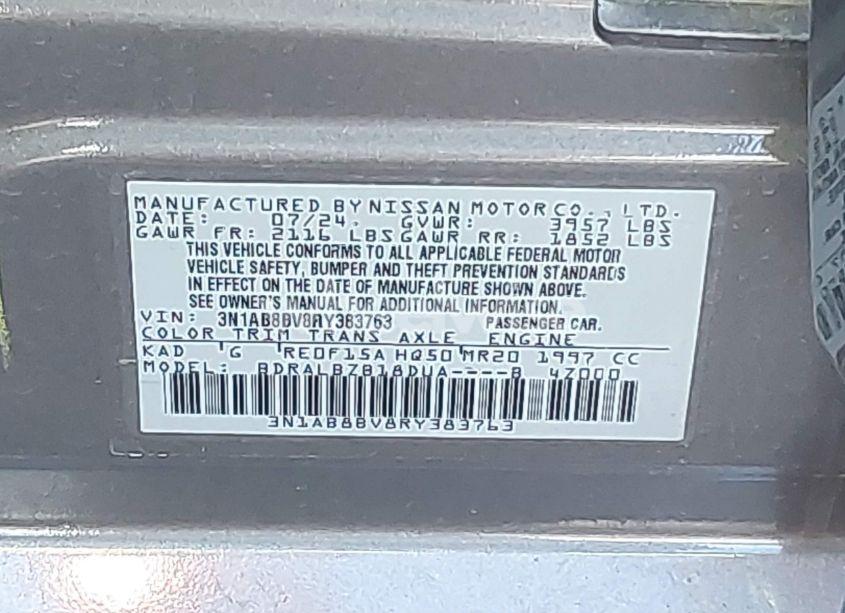 MANUFACTURED BY NISSAN MOTOR CO., LTD.
DATE: 07/24. GVWR: 3957 LBS
GAWR FR: 2116 LBS GAWR RR: 1852 LBS
THIS VEHICLE CONFORMS TO ALL APPLICABLE FEDERAL MOTOR
VEHICLE SAFETY, BUMPER AND THEFT PREVENTION STANDARDS
IN EFFECT ON THE DATE OF MANUFACTURE SHOWN ABOVE.
SEE OWNER'S MANUAL FOR ADDITIONAL INFORMATION.
VIN: 3N1AB8BV8RY383763 PASSENGER CAR.
COLOR TRIM TRANS AXLE ENGINE
KAD G RE0F15A HQ50 MR20 1997 CC
MODEL: BDRALBZB18DUA----B 4Z000
3N1AB8BV8RY383763